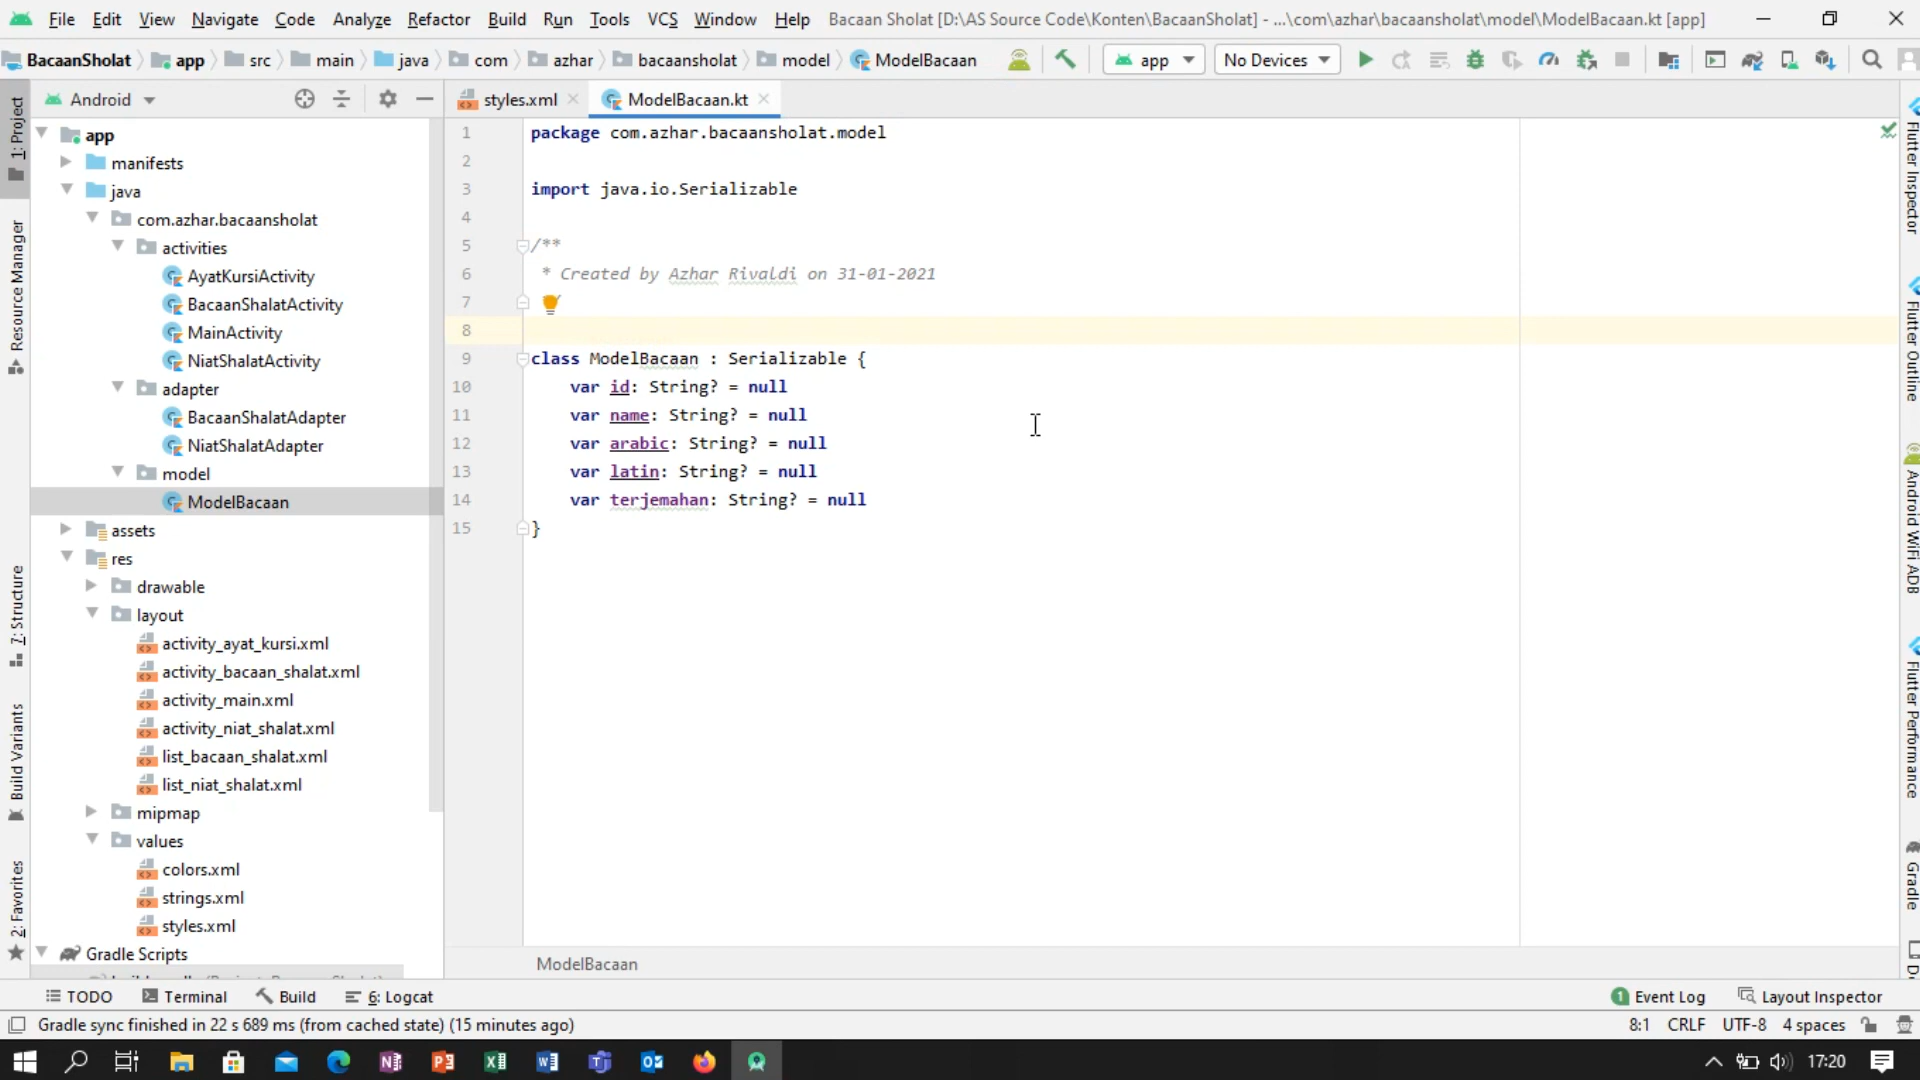 File Edit View Navigate Code Analyze Refactor Build Run Tools VCS Window Help Bacaan Sholat [D:\AS Source Code\Konten\BacaanSholat] - ...\com\azhar\bacaansholat\model\ModelBacaan.kt [app]
BacaanSholat app src main java com azhar bacaansholat model ModelBacaan app No Devices
Android
styles.xml ModelBacaan.kt
1: Project
Resource Manager
7: Structure
Build Variants
2: Favorites
app
manifests
java
com.azhar.bacaansholat
activities
AyatKursiActivity
BacaanShalatActivity
MainActivity
NiatShalatActivity
adapter
BacaanShalatAdapter
NiatShalatAdapter
model
ModelBacaan
assets
res
drawable
layout
activity_ayat_kursi.xml
activity_bacaan_shalat.xml
activity_main.xml
activity_niat_shalat.xml
list_bacaan_shalat.xml
list_niat_shalat.xml
mipmap
values
colors.xml
strings.xml
styles.xml
Gradle Scripts
1 package com.azhar.bacaansholat.model
2
3 import java.io.Serializable
4
5 /**
6 * Created by Azhar Rivaldi on 31-01-2021
7
8
9 class ModelBacaan : Serializable {
10 var id: String? = null
11 var name: String? = null
12 var arabic: String? = null
13 var latin: String? = null
14 var terjemahan: String? = null
15 }
ModelBacaan
Flutter Inspector
Flutter Outline
Android WiFi ADB
Flutter Performance
Gradle
TODO Terminal Build 6: Logcat 1 Event Log Layout Inspector
Gradle sync finished in 22 s 689 ms (from cached state) (15 minutes ago) 8:1 CRLF UTF-8 4 spaces
17:20